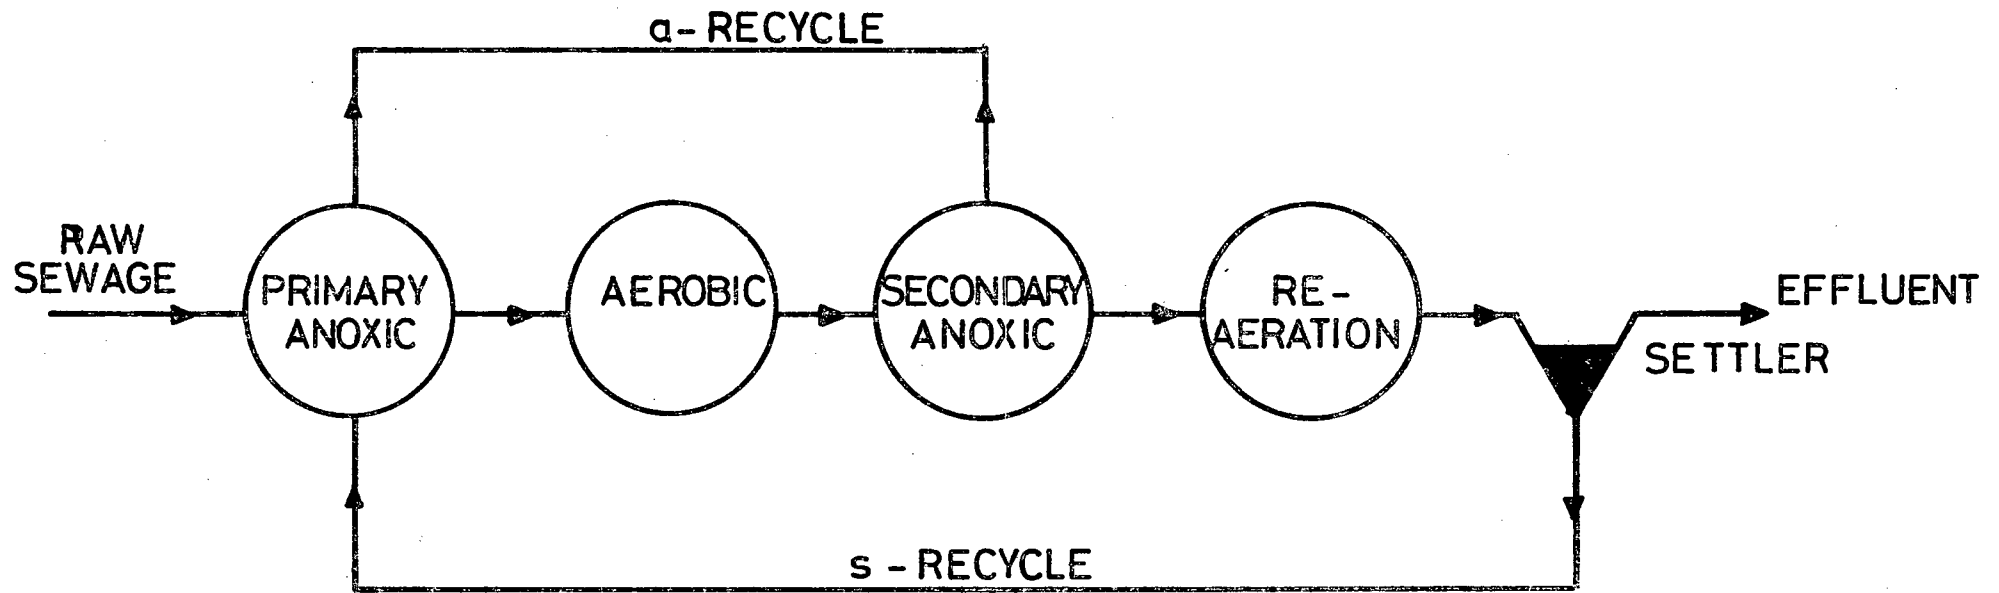 a- RECYCLE
RAW
SEWAGE
PRIMARY
ANOXIC
AEROBIC
SECONDARY
ANOXIC
RE-
AERATION
EFFLUENT
SETTLER
s - RECYCLE